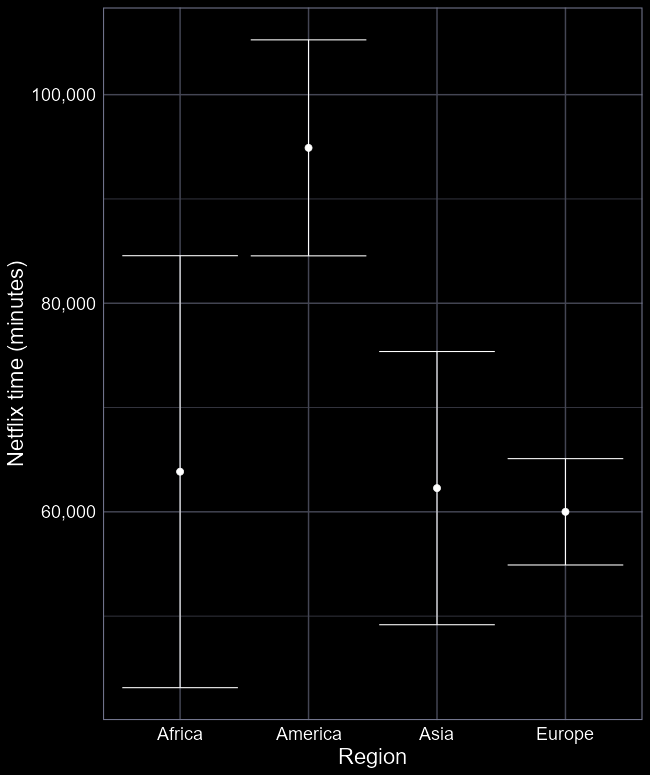 Netflix time (minutes)
100,000
80,000
60,000
Africa America Asia Europe
Region